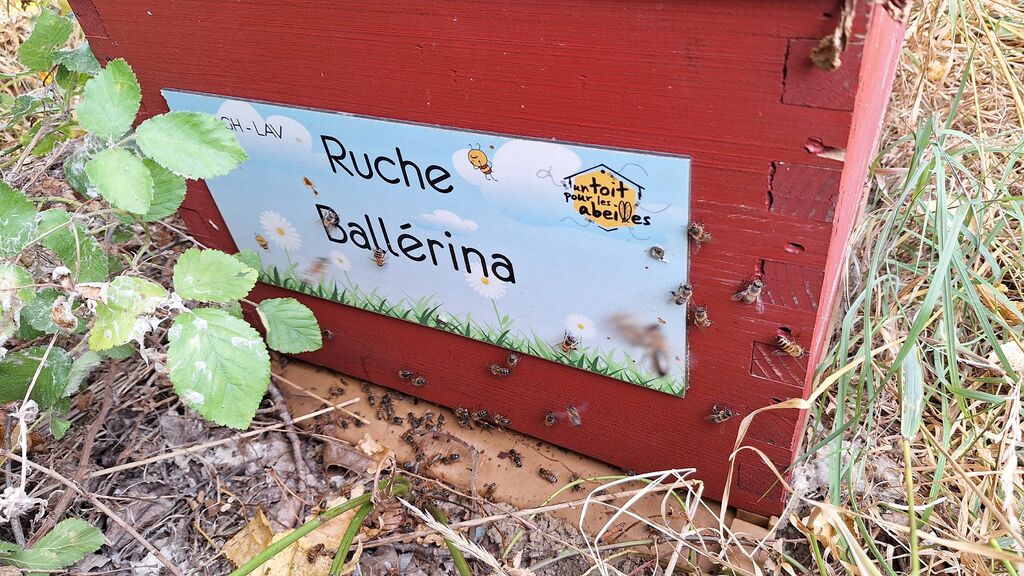 GH - LAV
Ruche
Ballérina
un toit
pour les
abeilles